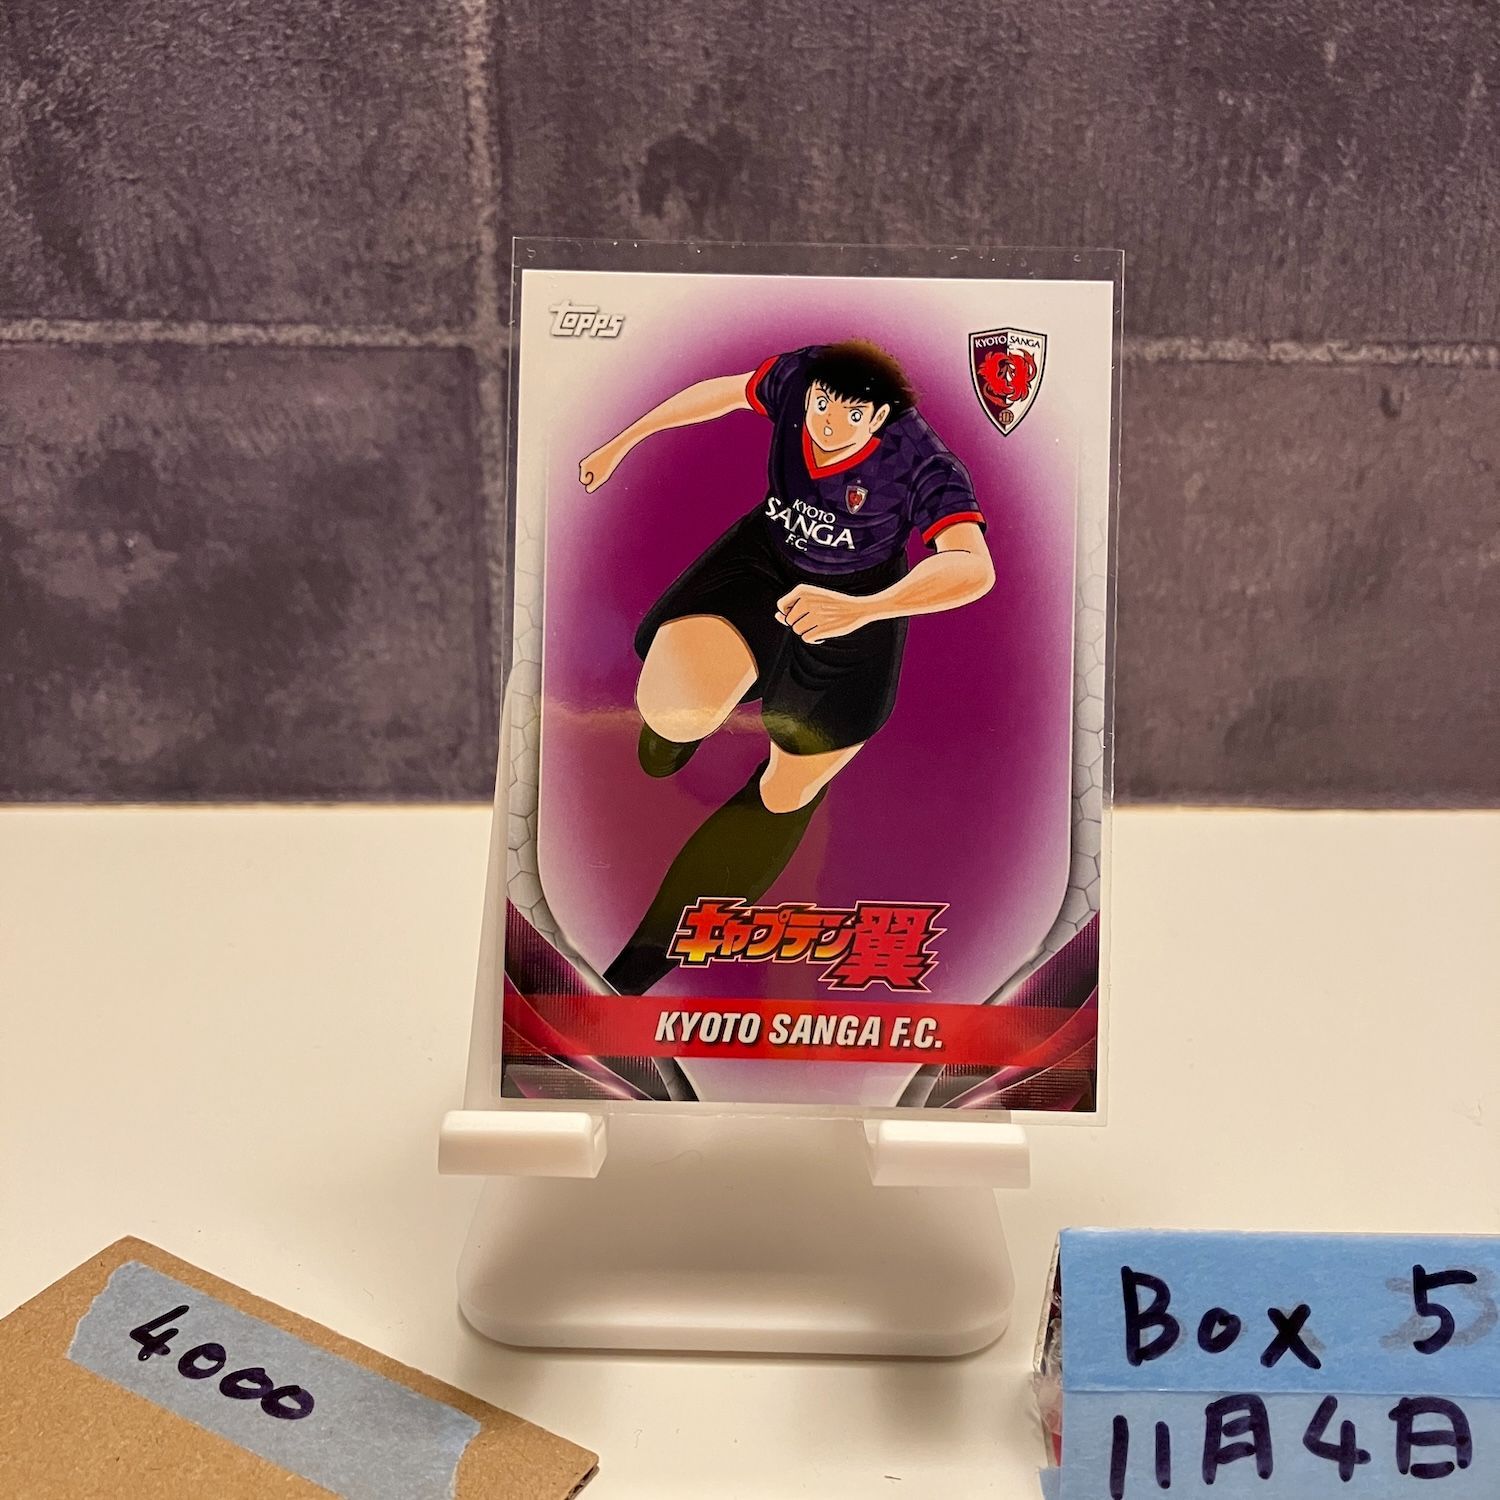 topps
KYOTO SANGA
KYOTO
SANGA
F.C.
キャプテン翼
KYOTO SANGA F.C.
4000
Box 5
11月4日